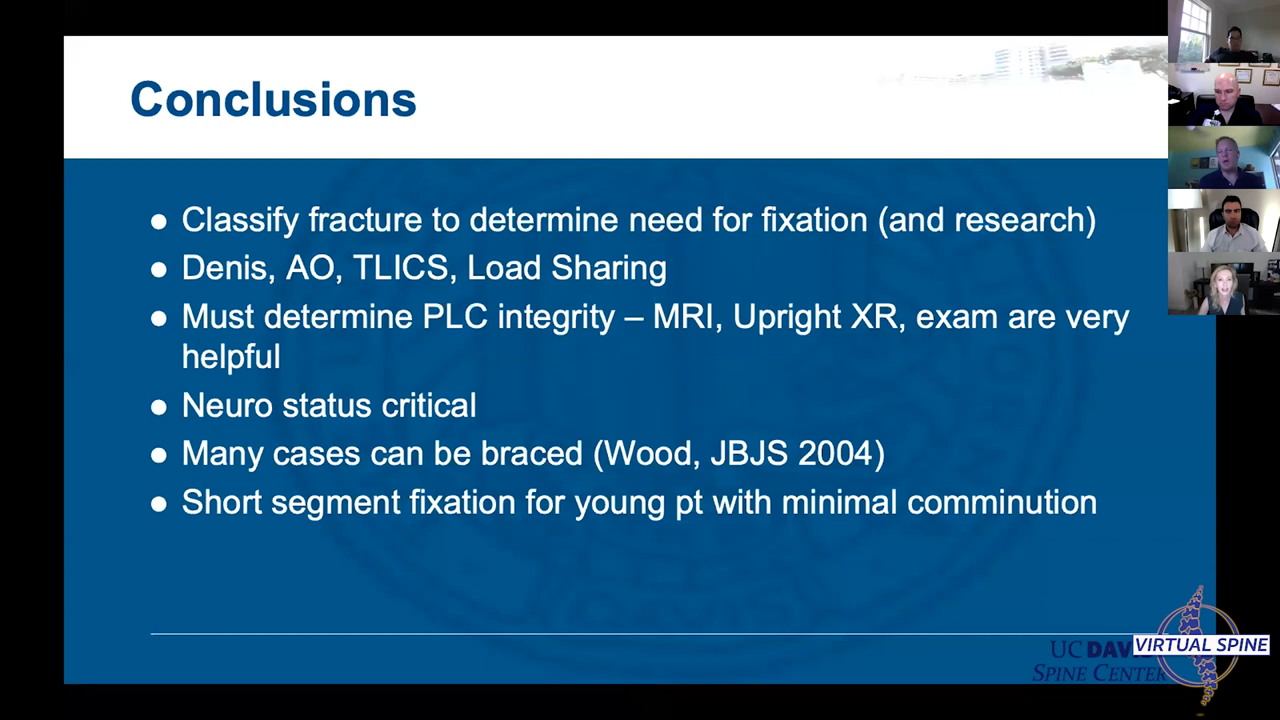 Conclusions
● Classify fracture to determine need for fixation (and research)
● Denis, AO, TLICS, Load Sharing
● Must determine PLC integrity – MRI, Upright XR, exam are very
helpful
● Neuro status critical
● Many cases can be braced (Wood, JBJS 2004)
● Short segment fixation for young pt with minimal comminution
UC DAV
SPINE CENTER
VIRTUAL SPINE